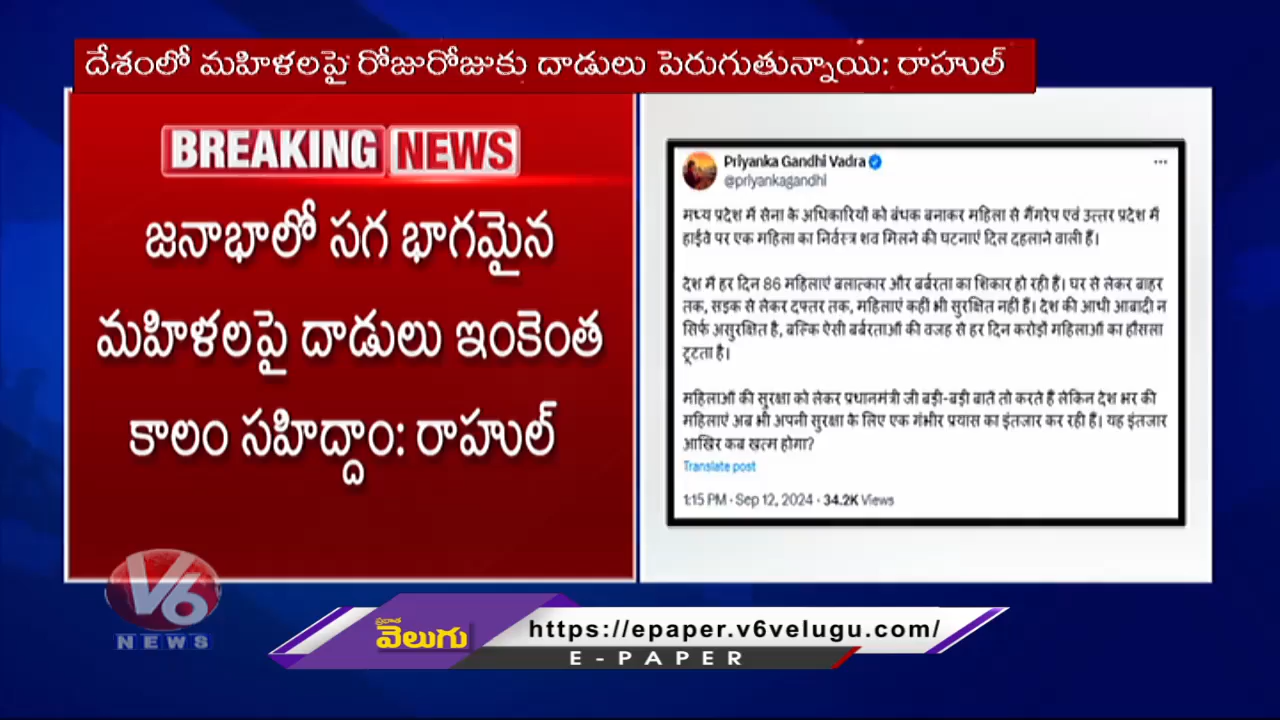 దేశంలో మహిళలపై రోజురోజుకు దాడులు పెరుగుతున్నాయి: రాహుల్
BREAKING NEWS
జనాభాలో సగ భాగమైన
మహిళలపై దాడులు ఇంకెంత
కాలం సహిద్దాం: రాహుల్
Priyanka Gandhi Vadra
@priyankagandhi
मध्य प्रदेश में सेना के अधिकारियों को बंधक बनाकर महिला से गैंगरेप एवं उत्तर प्रदेश में
हाईवे पर एक महिला का निर्वस्त्र शव मिलने की घटनाएं दिल दहलाने वाली हैं।
देश में हर दिन 86 महिलाएं बलात्कार और बर्बरता का शिकार हो रही हैं। घर से लेकर बाहर
तक, सड़क से लेकर दफ्तर तक, महिलाएं कहीं भी सुरक्षित नहीं हैं। देश की आधी आबादी न
सिर्फ असुरक्षित है, बल्कि ऐसी बर्बरताओं की वजह से हर दिन करोड़ों महिलाओं का हौसला
टूटता है।
महिलाओं की सुरक्षा को लेकर प्रधानमंत्री जी बड़ी-बड़ी बातें तो करते हैं लेकिन देश भर की
महिलाएं अब भी अपनी सुरक्षा के लिए एक गंभीर प्रयास का इंतजार कर रही हैं। यह इंतजार
आखिर कब खत्म होगा?
Translate post
1:15 PM · Sep 12, 2024 · 34.2K Views
V6
NEWS
ప్రభాత
వెలుగు
https://epaper.v6velugu.com/
E-PAPER